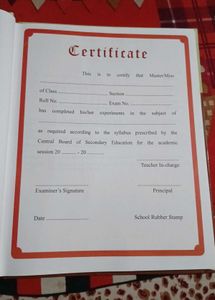 Certificate
This is to certify that Master/Miss
of Class Section
Roll No. Exam No.
has completed his/her experiments in the subject of
as required according to the syllabus prescribed by the
Central Board of Secondary Education for the academic
session 20 - 20
Teacher In-charge
Examiner's Signature Principal
Date School Rubber Stamp